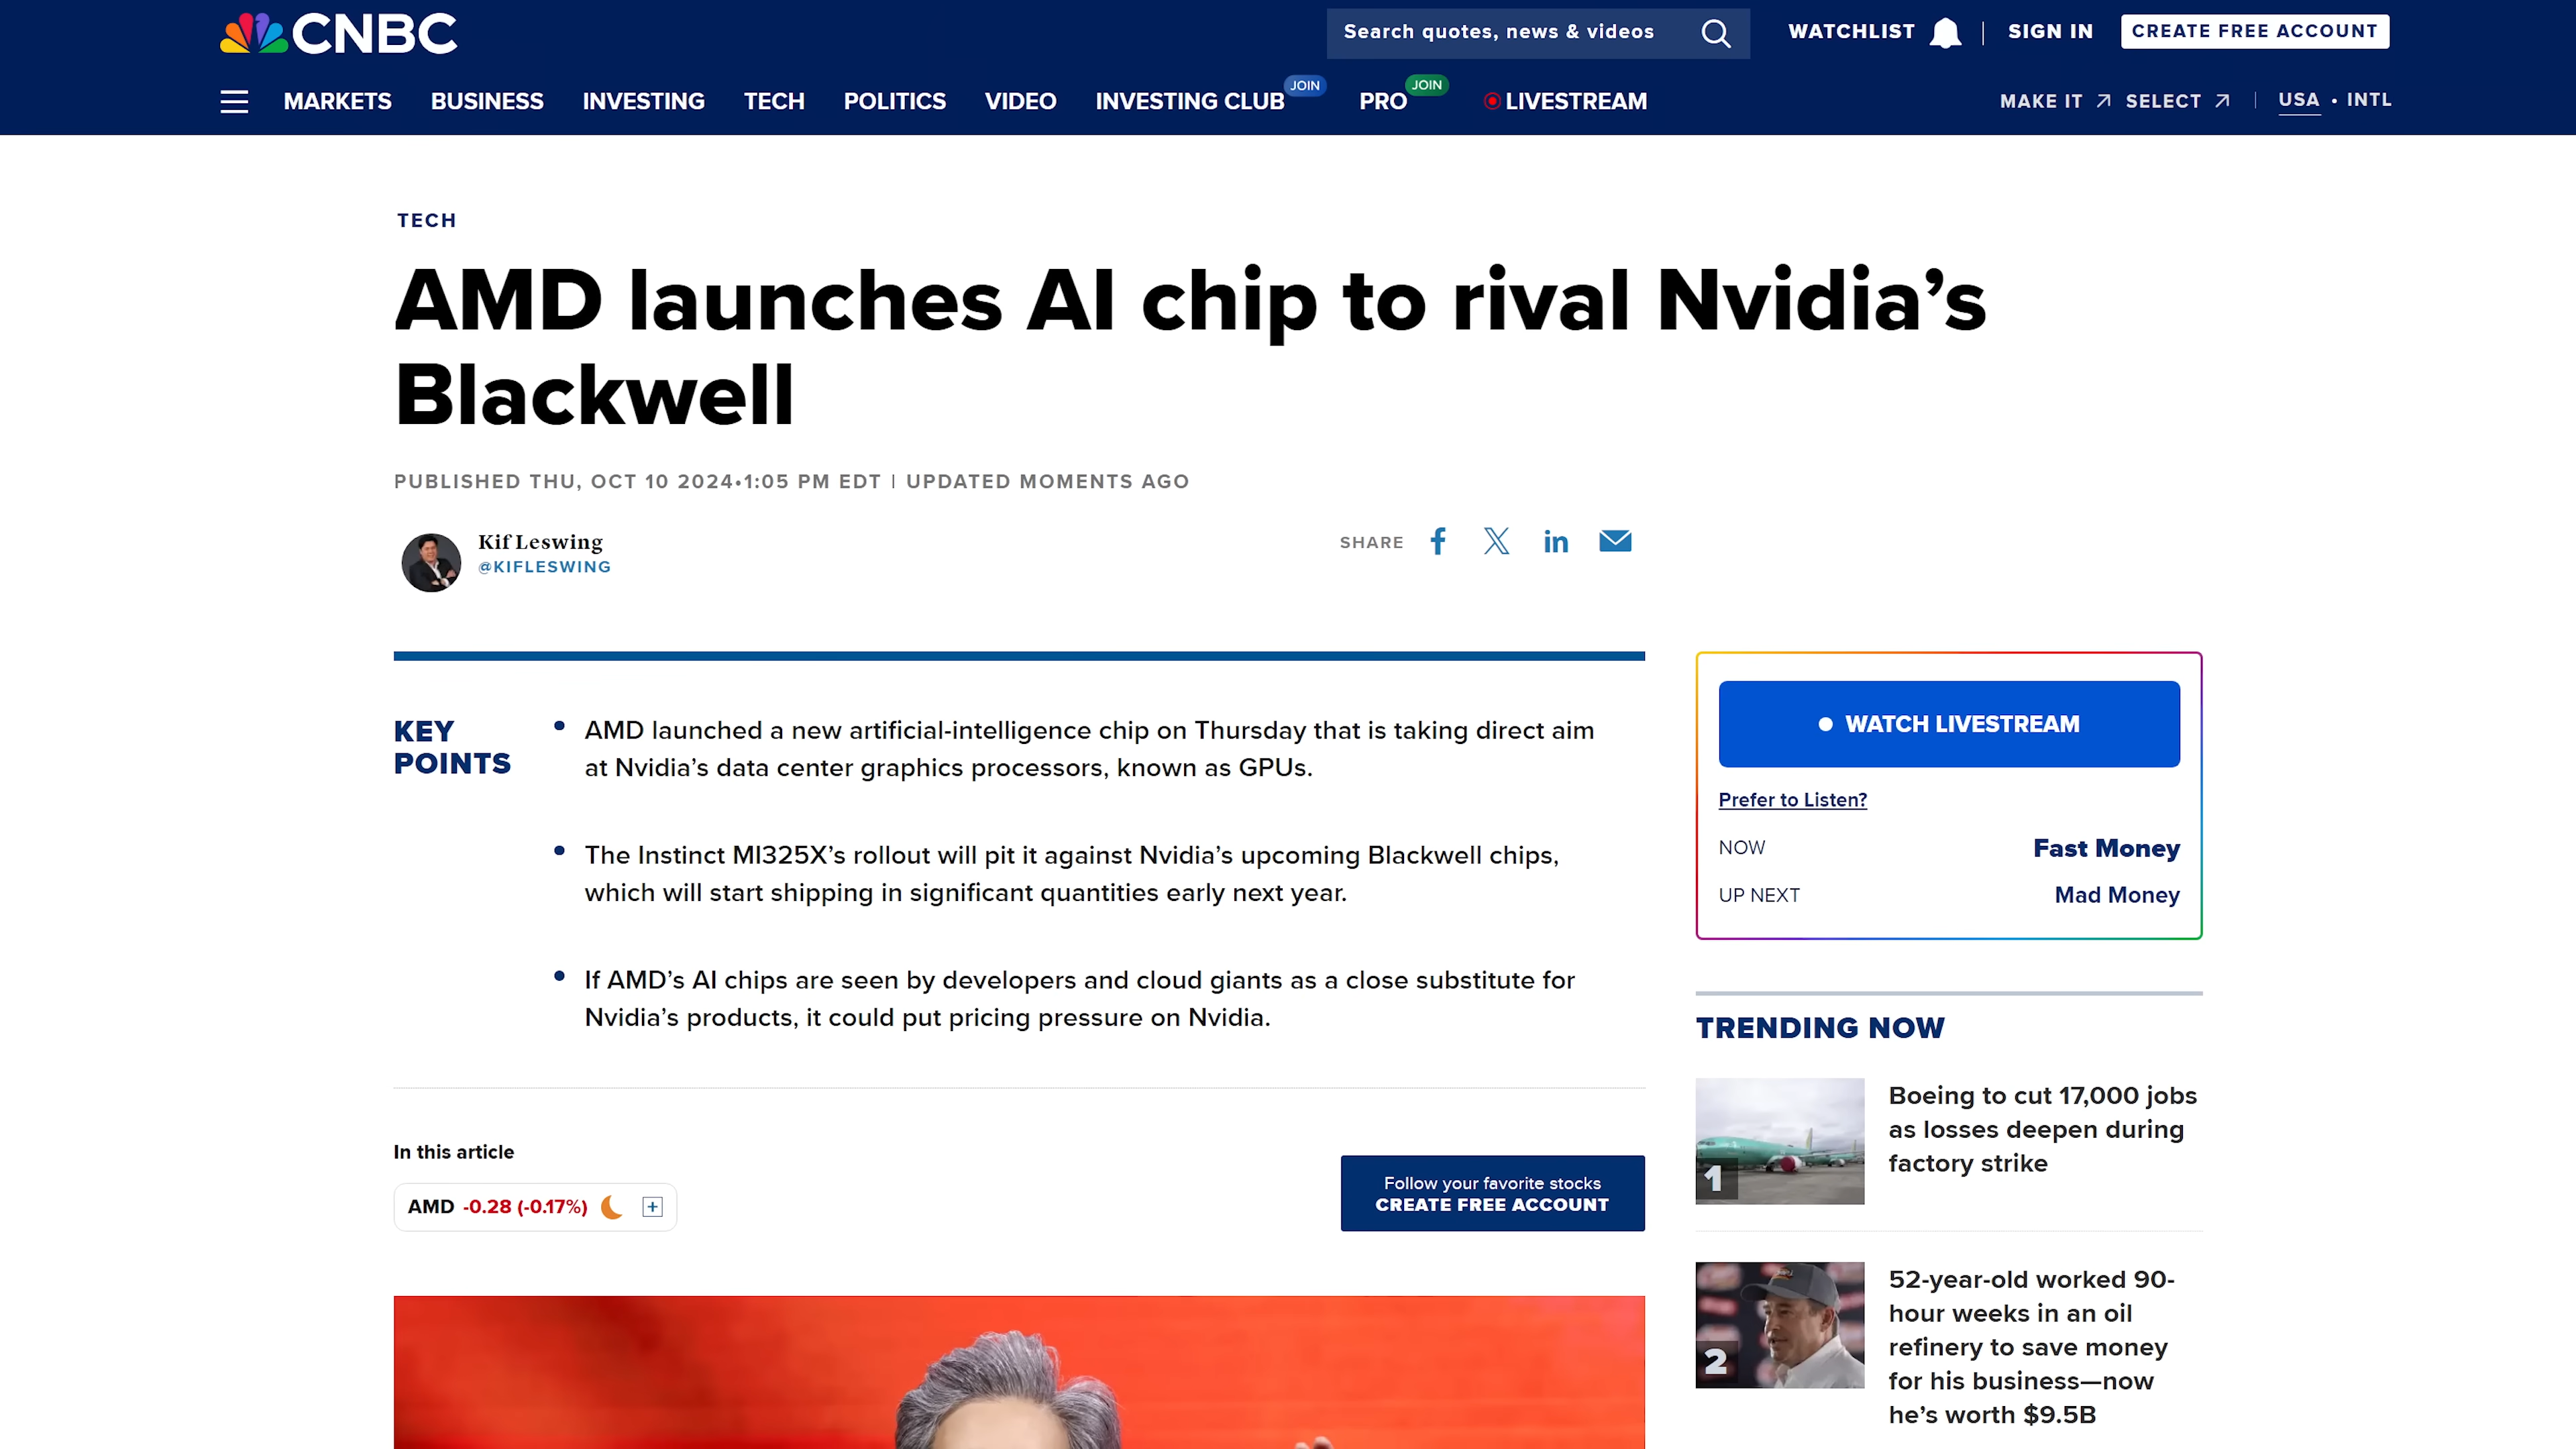 CNBC
Search quotes, news & videos
WATCHLIST
SIGN IN
CREATE FREE ACCOUNT
MARKETS
BUSINESS
INVESTING
TECH
POLITICS
VIDEO
INVESTING CLUB
JOIN
PRO
JOIN
LIVESTREAM
MAKE IT
SELECT
USA • INTL
TECH
AMD launches AI chip to rival Nvidia’s
Blackwell
PUBLISHED THU, OCT 10 2024•1:05 PM EDT | UPDATED MOMENTS AGO
Kif Leswing
@KIFLESWING
SHARE
KEY
POINTS
• AMD launched a new artificial-intelligence chip on Thursday that is taking direct aim
at Nvidia’s data center graphics processors, known as GPUs.
• The Instinct MI325X’s rollout will pit it against Nvidia’s upcoming Blackwell chips,
which will start shipping in significant quantities early next year.
• If AMD’s AI chips are seen by developers and cloud giants as a close substitute for
Nvidia’s products, it could put pricing pressure on Nvidia.
In this article
AMD -0.28 (-0.17%)
Follow your favorite stocks
CREATE FREE ACCOUNT
WATCH LIVESTREAM
Prefer to Listen?
NOW
Fast Money
UP NEXT
Mad Money
TRENDING NOW
1
Boeing to cut 17,000 jobs
as losses deepen during
factory strike
2
52-year-old worked 90-
hour weeks in an oil
refinery to save money
for his business—now
he’s worth $9.5B